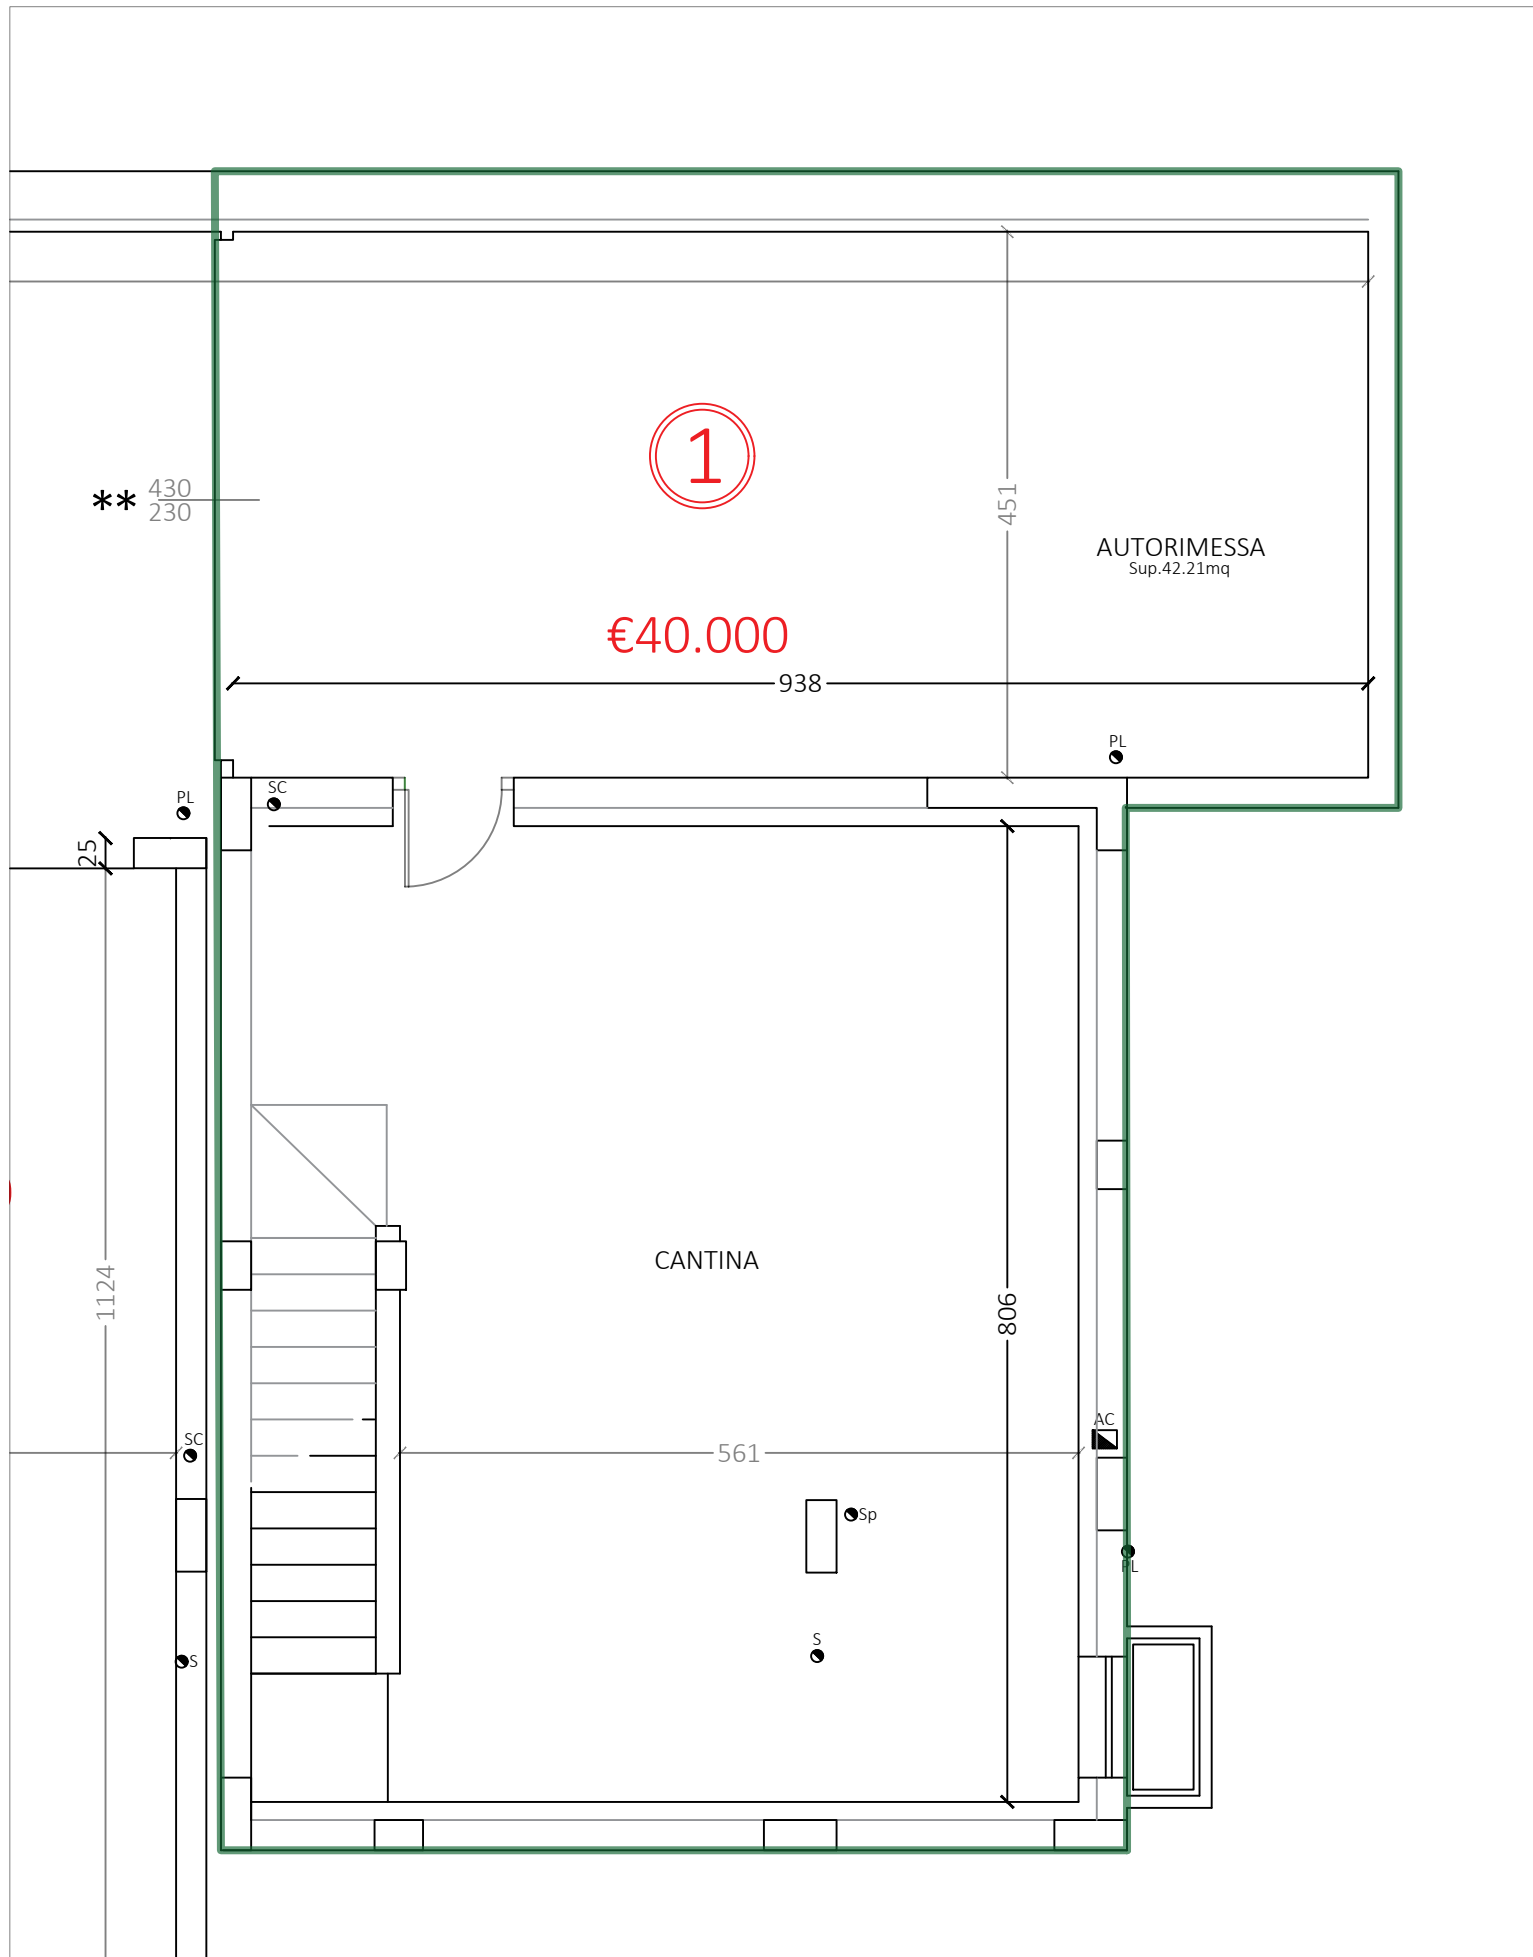 1
** 430
230
451
AUTORIMESSA
Sup.42.21mq
€40.000
938
PL
SC
PL
25
CANTINA
1124
806
AC
SC
561
Sp
PL
S
S